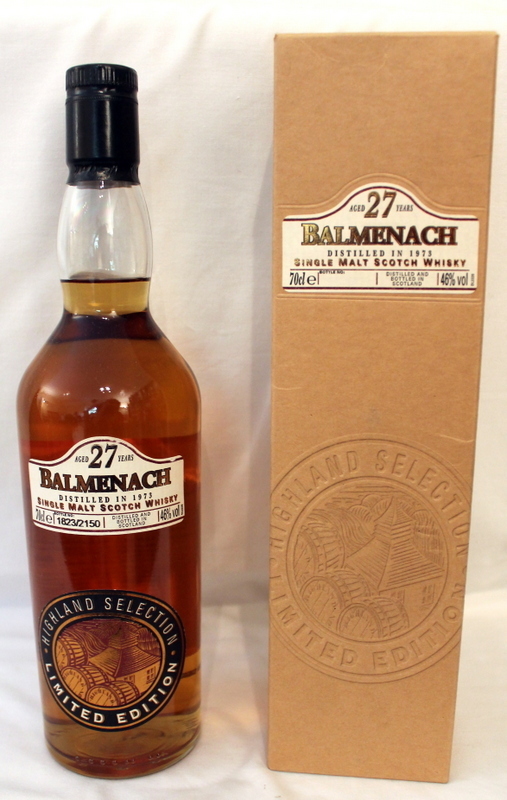 AGED 27 YEARS
BALMENACH
DISTILLED IN 1973
SINGLE MALT SCOTCH WHISKY
70cl e
BOTTLE NO:
1823/2150
DISTILLED AND
BOTTLED IN
SCOTLAND
46% vol
HIGHLAND SELECTION
LIMITED EDITION
AGED 27 YEARS
BALMENACH
DISTILLED IN 1973
SINGLE MALT SCOTCH WHISKY
70cl e
BOTTLE NO:
DISTILLED AND
BOTTLED IN
SCOTLAND
46% vol
HIGHLAND SELECTION
LIMITED EDITION